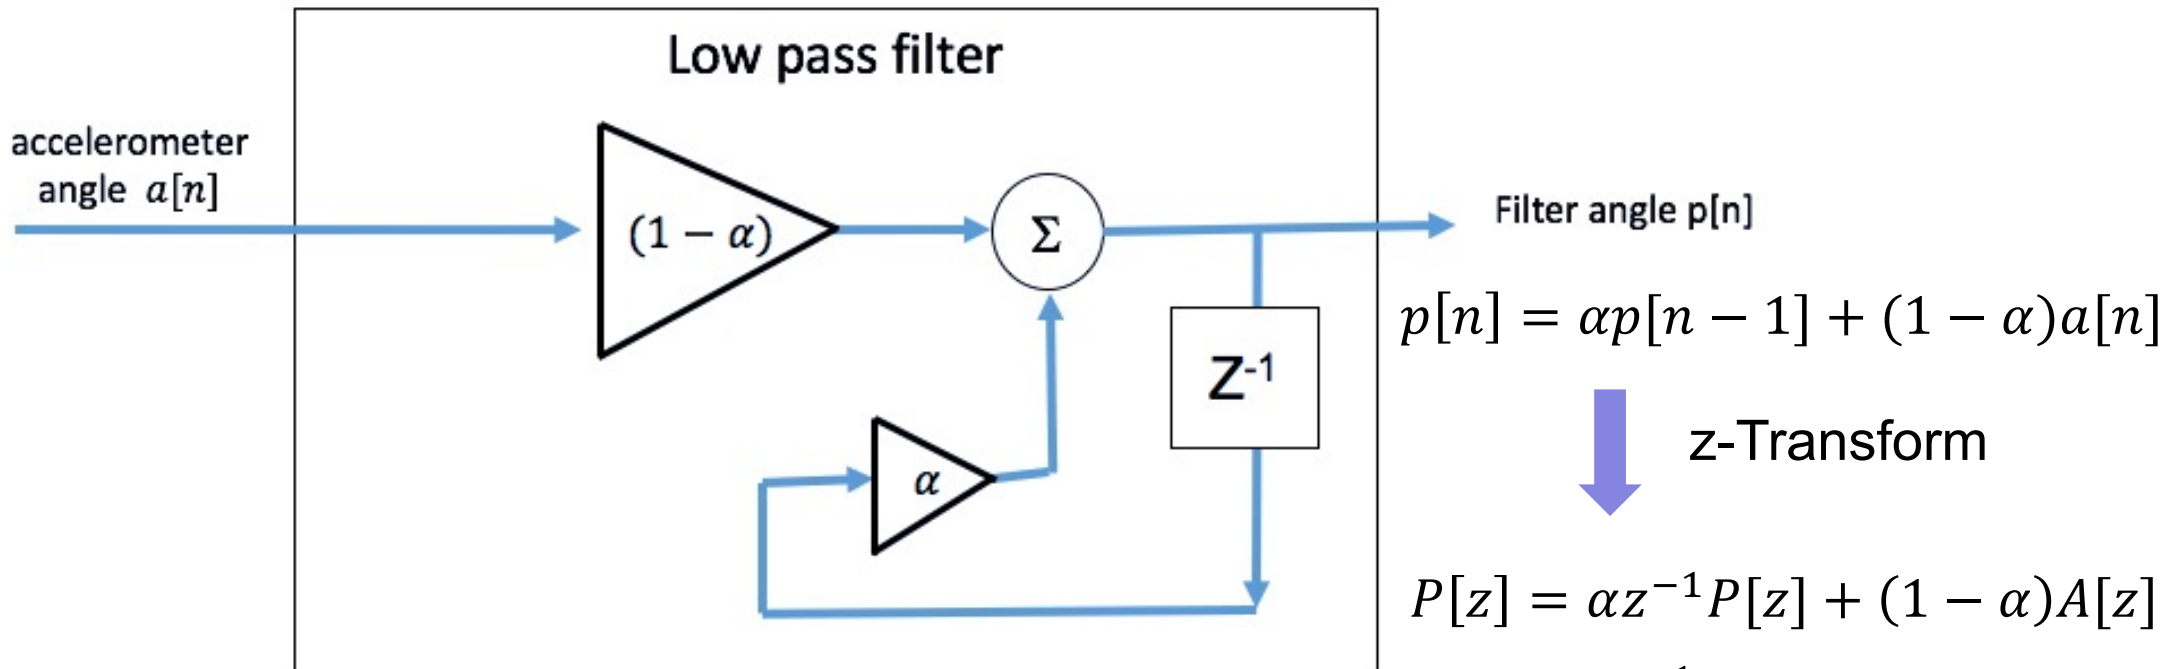 Low pass filter
accelerometer
angle a[n]
(1 − α)
Σ
Filter angle p[n]
p[n] = αp[n − 1] + (1 − α)a[n]
Z⁻¹
z-Transform
α
P[z] = αz⁻¹P[z] + (1 − α)A[z]